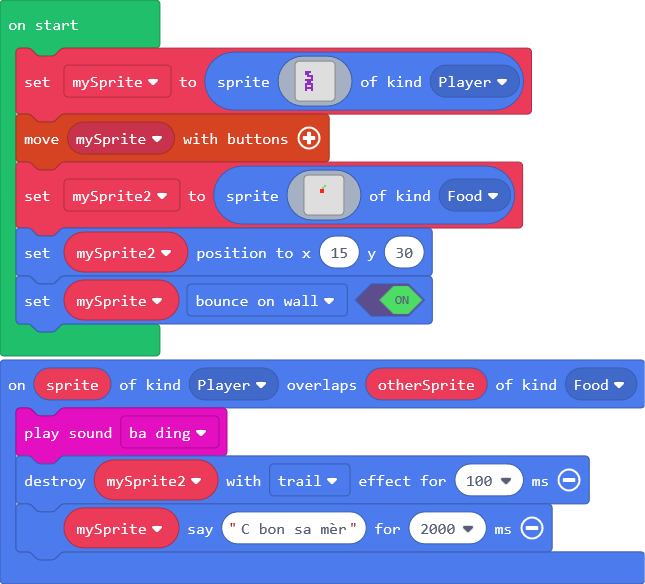 on start
set mySprite to sprite of kind Player
move mySprite with buttons
set mySprite2 to sprite of kind Food
set mySprite2 position to x 15 y 30
set mySprite bounce on wall ON
on sprite of kind Player overlaps otherSprite of kind Food
play sound ba ding
destroy mySprite2 with trail effect for 100 ms
mySprite say "C bon sa mèr" for 2000 ms